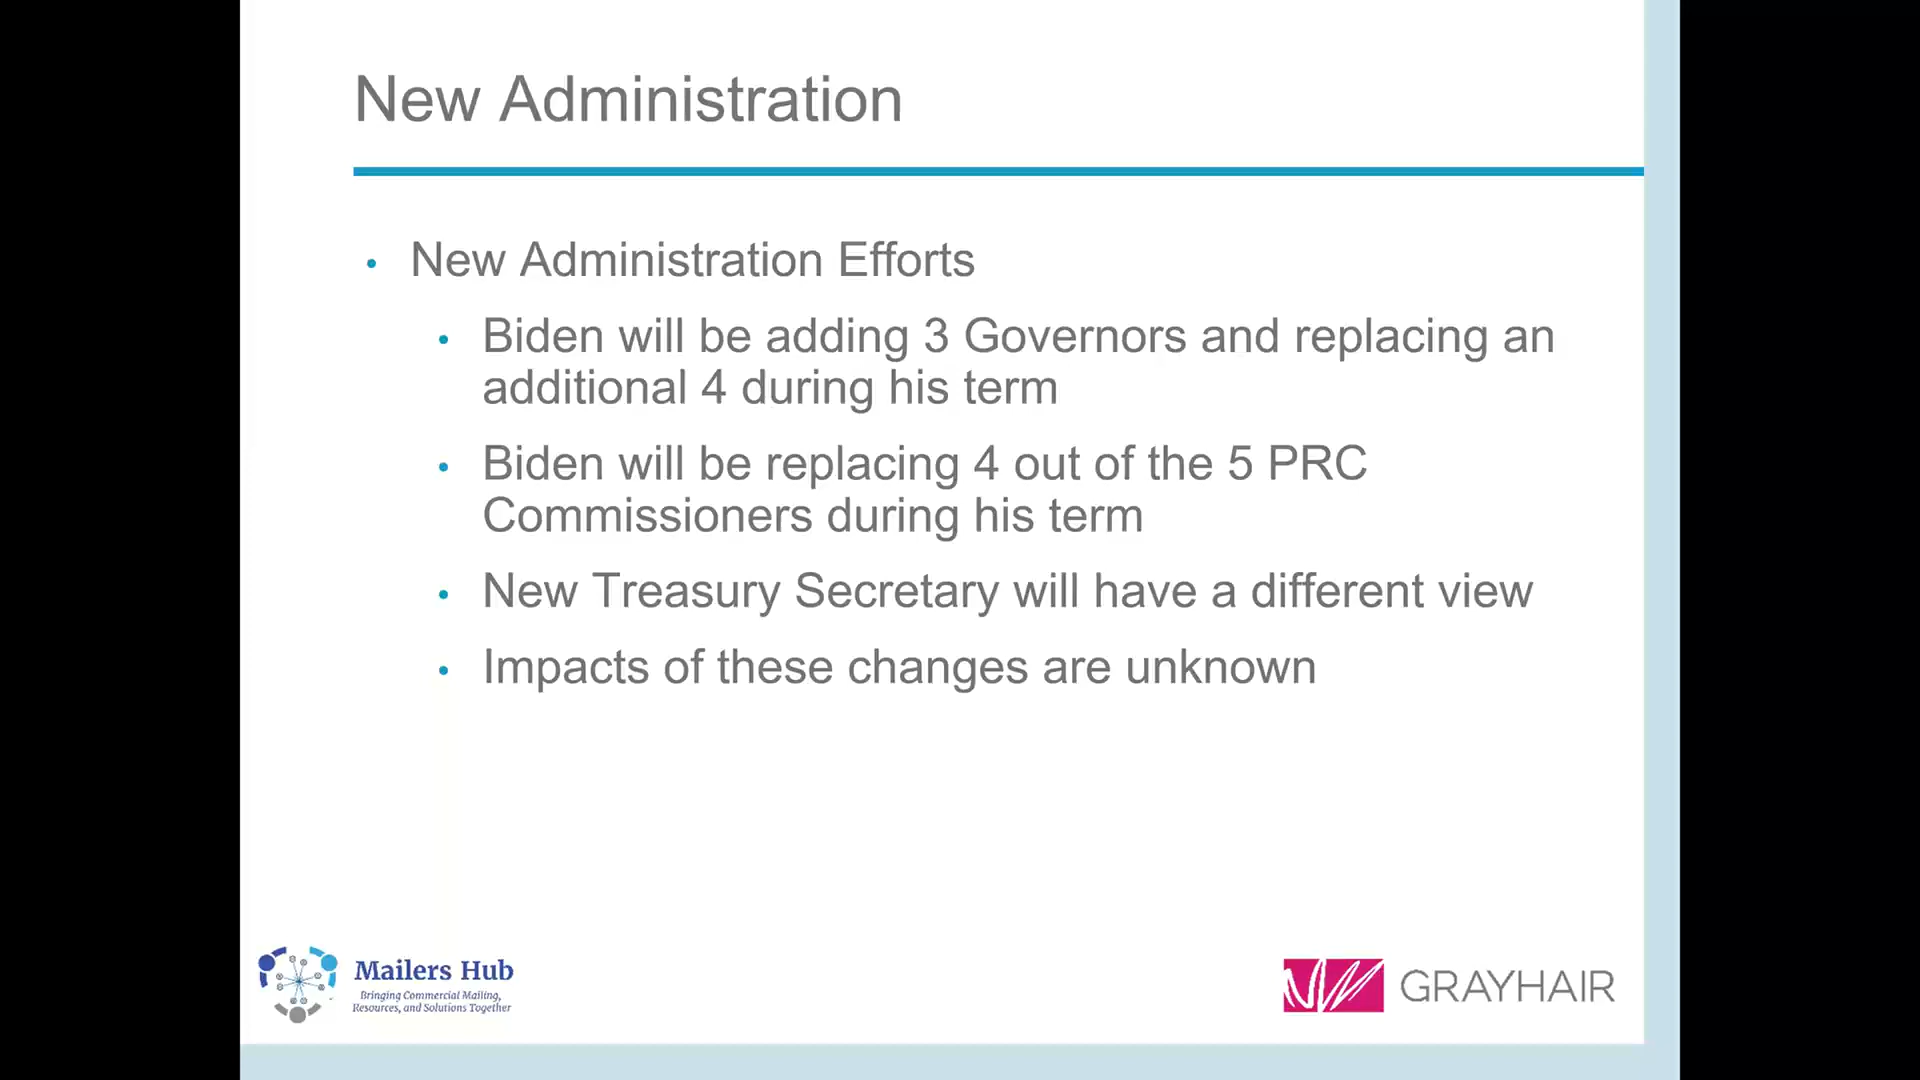 New Administration
• New Administration Efforts
• Biden will be adding 3 Governors and replacing an
additional 4 during his term
• Biden will be replacing 4 out of the 5 PRC
Commissioners during his term
• New Treasury Secretary will have a different view
• Impacts of these changes are unknown
Mailers Hub
Bringing Commercial Mailing,
Resources, and Solutions Together
GRAYHAIR